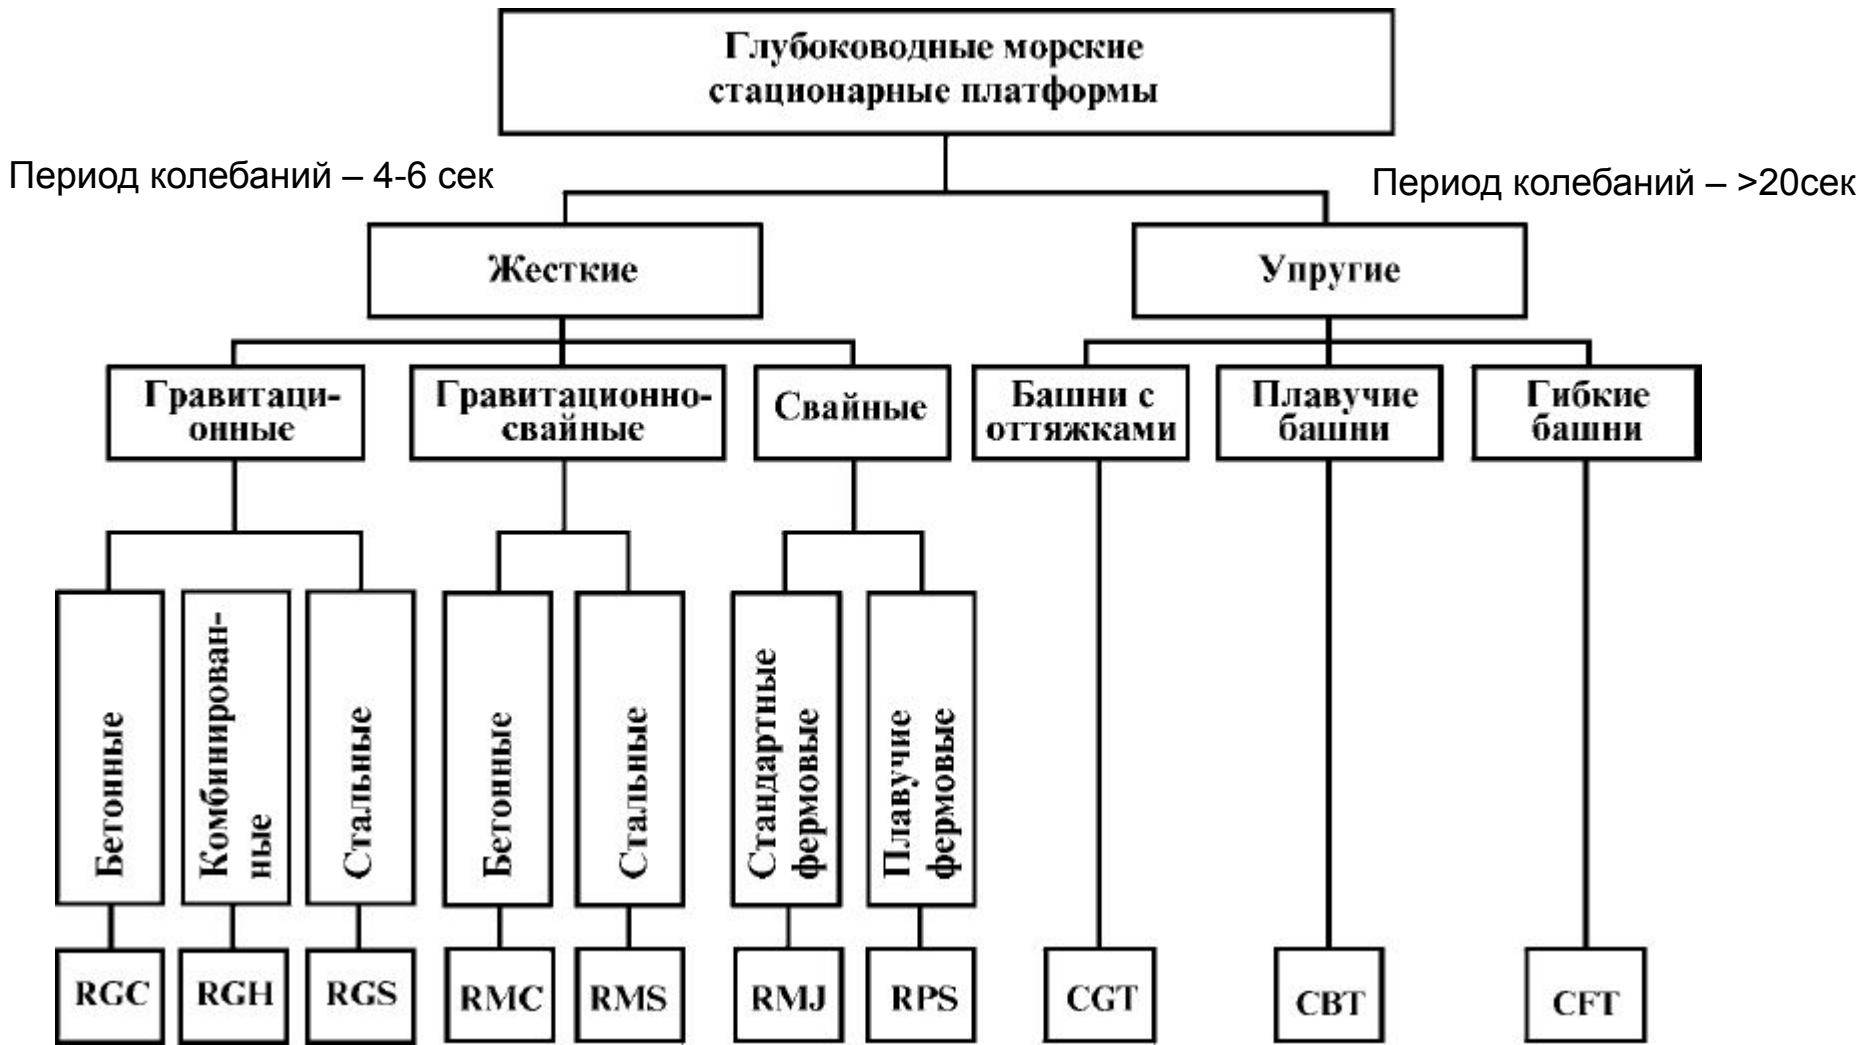 Глубоководные морские
стационарные платформы
Период колебаний – 4-6 сек
Период колебаний – >20сек
Жесткие
Упругие
Гравитаци-
онные
Гравитационно-
свайные
Свайные
Башни с
оттяжками
Плавучие
башни
Гибкие
башни
Бетонные
Комбинирован-
ные
Стальные
Бетонные
Стальные
Стандартные
фермовые
Плавучие
фермовые
RGC
RGH
RGS
RMC
RMS
RMJ
RPS
CGT
CBT
CFT